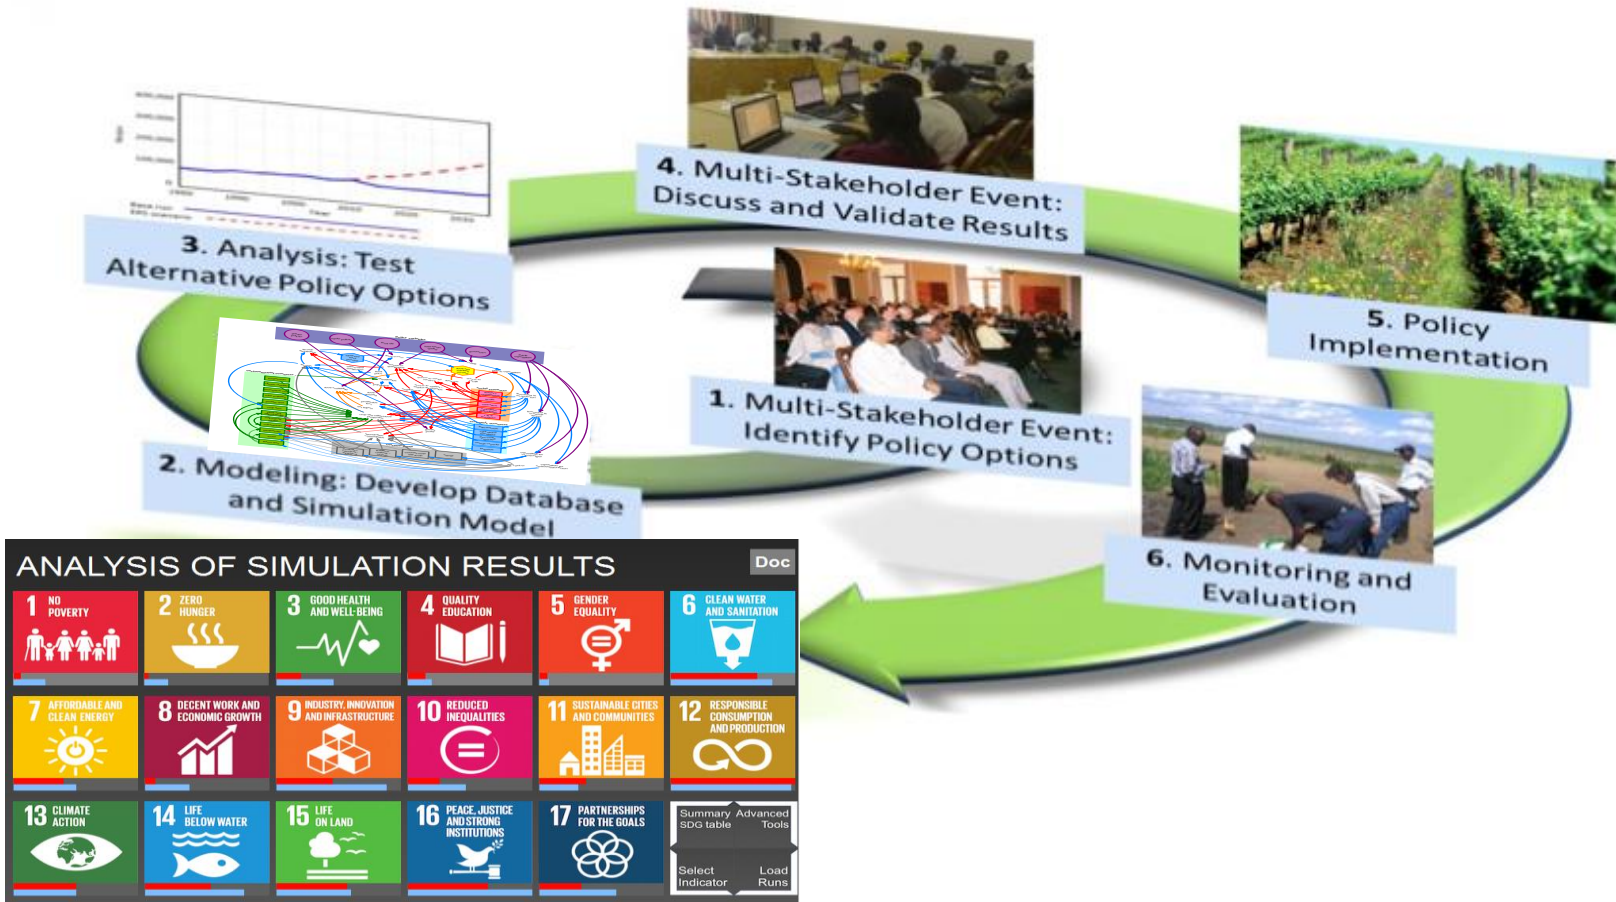 4. Multi-Stakeholder Event:
Discuss and Validate Results
3. Analysis: Test
Alternative Policy Options
5. Policy
Implementation
1. Multi-Stakeholder Event:
Identify Policy Options
2. Modeling: Develop Database
and Simulation Model
6. Monitoring and
Evaluation
ANALYSIS OF SIMULATION RESULTS
Doc
1 NO
POVERTY
2 ZERO
HUNGER
3 GOOD HEALTH
AND WELL-BEING
4 QUALITY
EDUCATION
5 GENDER
EQUALITY
6 CLEAN WATER
AND SANITATION
7 AFFORDABLE AND
CLEAN ENERGY
8 DECENT WORK AND
ECONOMIC GROWTH
9 INDUSTRY, INNOVATION
AND INFRASTRUCTURE
10 REDUCED
INEQUALITIES
11 SUSTAINABLE CITIES
AND COMMUNITIES
12 RESPONSIBLE
CONSUMPTION
AND PRODUCTION
13 CLIMATE
ACTION
14 LIFE
BELOW WATER
15 LIFE
ON LAND
16 PEACE, JUSTICE
AND STRONG
INSTITUTIONS
17 PARTNERSHIPS
FOR THE GOALS
Summary
SDG table
Advanced
Tools
Select
Indicator
Load
Runs